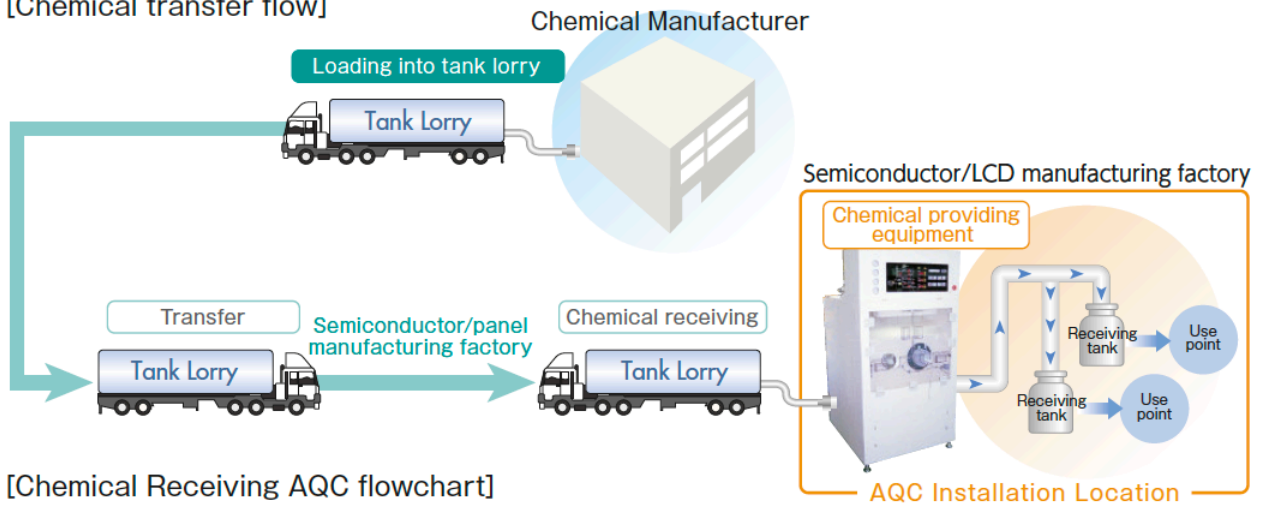 [Chemical transfer flow]
Chemical Manufacturer
Loading into tank lorry
Tank Lorry
Semiconductor/LCD manufacturing factory
Chemical providing
equipment
Transfer
Tank Lorry
Semiconductor/panel
manufacturing factory
Chemical receiving
Tank Lorry
Receiving
tank
Use
point
Receiving
tank
Use
point
[Chemical Receiving AQC flowchart]
AQC Installation Location